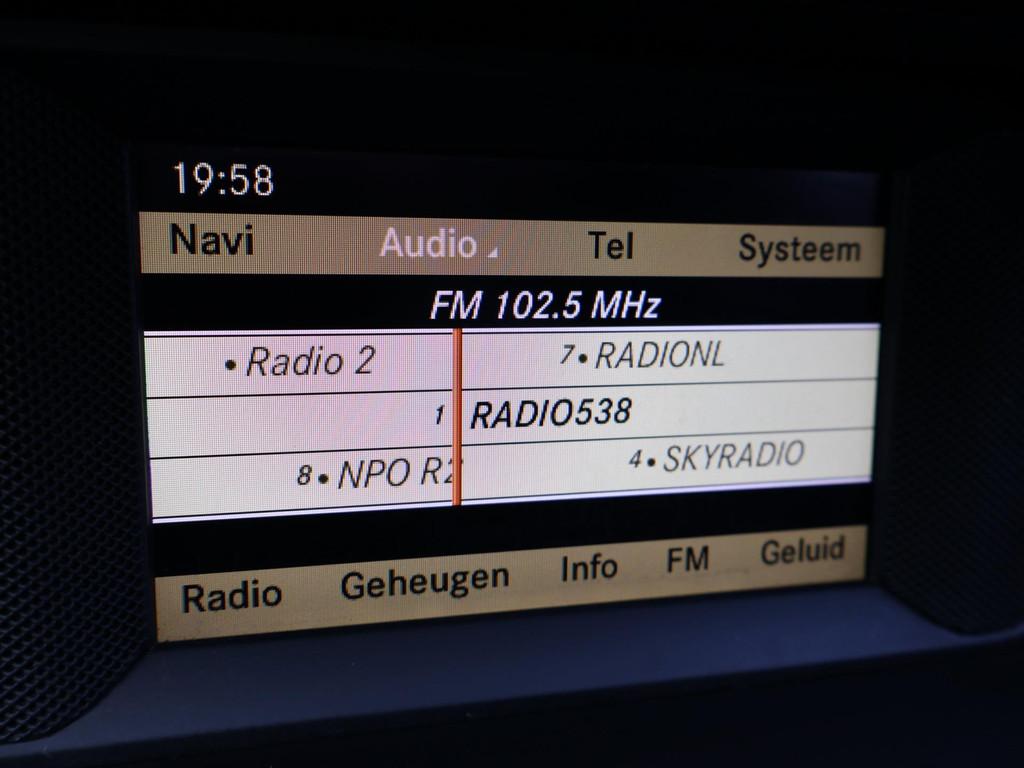 19:58
Navi Audio Tel Systeem
FM 102.5 MHz
• Radio 2 7• RADIONL
1 RADIO538
8• NPO R2 4• SKYRADIO
Radio Geheugen Info FM Geluid